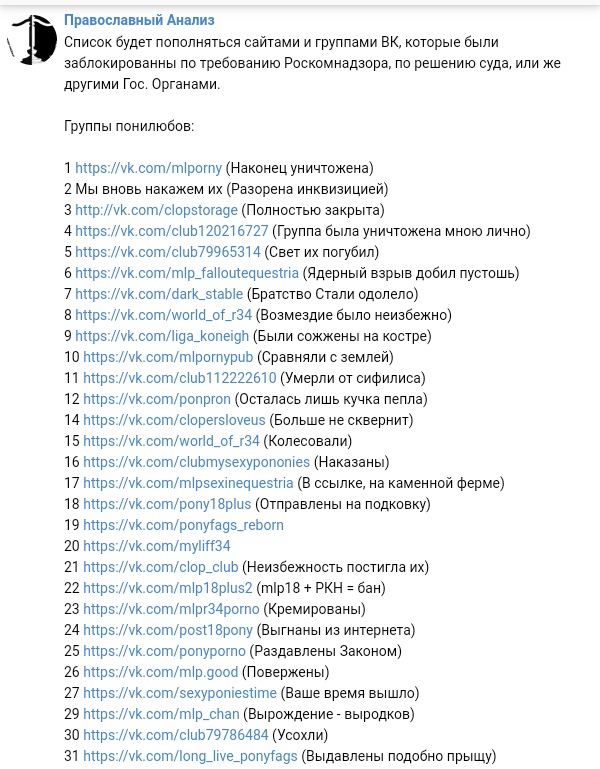 Православный Анализ
Список будет пополняться сайтами и группами ВК, которые были
заблокированны по требованию Роскомнадзора, по решению суда, или же
другими Гос. Органами.
Группы понилюбов:
1 https://vk.com/mlporny (Наконец уничтожена)
2 Мы вновь накажем их (Разорена инквизицией)
3 http://vk.com/clopstorage (Полностью закрыта)
4 https://vk.com/club120216727 (Группа была уничтожена мною лично)
5 https://vk.com/club79965314 (Свет их погубил)
6 https://vk.com/mlp_falloutequestria (Ядерный взрыв добил пустошь)
7 https://vk.com/dark_stable (Братство Стали одолело)
8 https://vk.com/world_of_r34 (Возмездие было неизбежно)
9 https://vk.com/liga_koneigh (Были сожжены на костре)
10 https://vk.com/mlpornypub (Сравняли с землей)
11 https://vk.com/club112222610 (Умерли от сифилиса)
12 https://vk.com/ponpron (Осталась лишь кучка пепла)
14 https://vk.com/clopersloveus (Больше не сквернит)
15 https://vk.com/world_of_r34 (Колесовали)
16 https://vk.com/clubmysexypononies (Наказаны)
17 https://vk.com/mlpsexinequestria (В ссылке, на каменной ферме)
18 https://vk.com/pony18plus (Отправлены на подковку)
19 https://vk.com/ponyfags_reborn
20 https://vk.com/myliff34
21 https://vk.com/clop_club (Неизбежность постигла их)
22 https://vk.com/mlp18plus2 (mlp18 + РКН = бан)
23 https://vk.com/mlpr34porno (Кремированы)
24 https://vk.com/post18pony (Выгнаны из интернета)
25 https://vk.com/ponyporno (Раздавлены Законом)
26 https://vk.com/mlp.good (Повержены)
27 https://vk.com/sexyponiestime (Ваше время вышло)
29 https://vk.com/mlp_chan (Вырождение - выродков)
30 https://vk.com/club79786484 (Усохли)
31 https://vk.com/long_live_ponyfags (Выдавлены подобно прыщу)